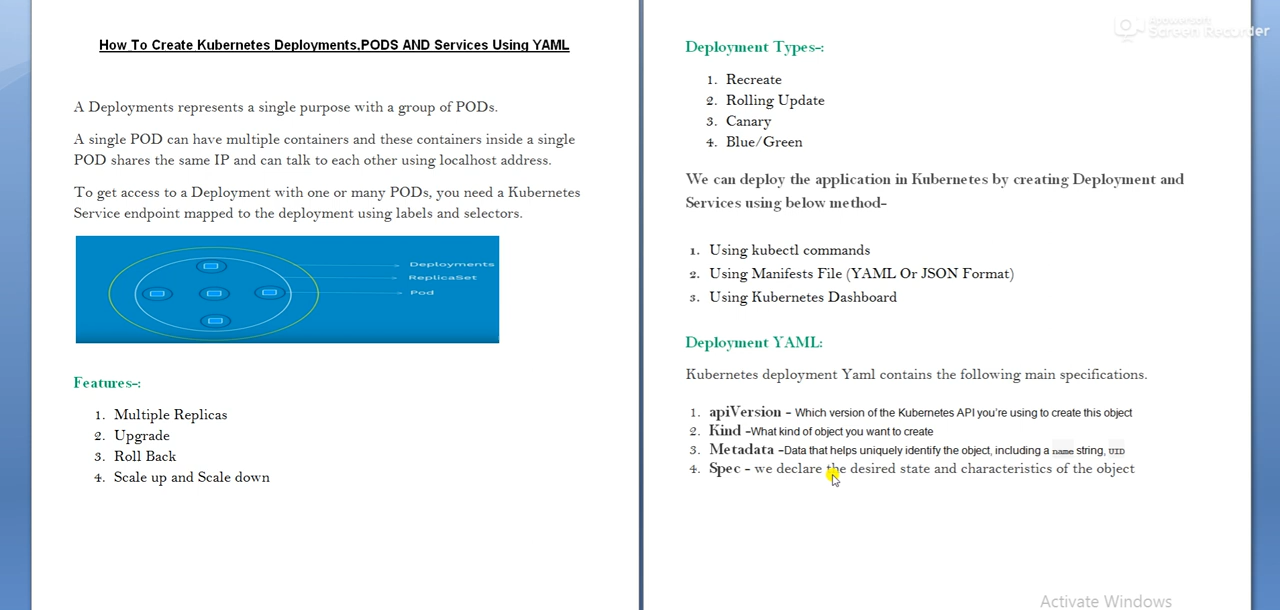 How To Create Kubernetes Deployments,PODS AND Services Using YAML
A Deployments represents a single purpose with a group of PODs.
A single POD can have multiple containers and these containers inside a single
POD shares the same IP and can talk to each other using localhost address.
To get access to a Deployment with one or many PODs, you need a Kubernetes
Service endpoint mapped to the deployment using labels and selectors.
Deployments
ReplicaSet
Pod
Features-:
1. Multiple Replicas
2. Upgrade
3. Roll Back
4. Scale up and Scale down
Apowersoft
Screen Recorder
Deployment Types-:
1. Recreate
2. Rolling Update
3. Canary
4. Blue/Green
We can deploy the application in Kubernetes by creating Deployment and
Services using below method-
1. Using kubectl commands
2. Using Manifests File (YAML Or JSON Format)
3. Using Kubernetes Dashboard
Deployment YAML:
Kubernetes deployment Yaml contains the following main specifications.
1. apiVersion - Which version of the Kubernetes API you're using to create this object
2. Kind -What kind of object you want to create
3. Metadata -Data that helps uniquely identify the object, including a name string, UID
4. Spec - we declare the desired state and characteristics of the object
Activate Windows